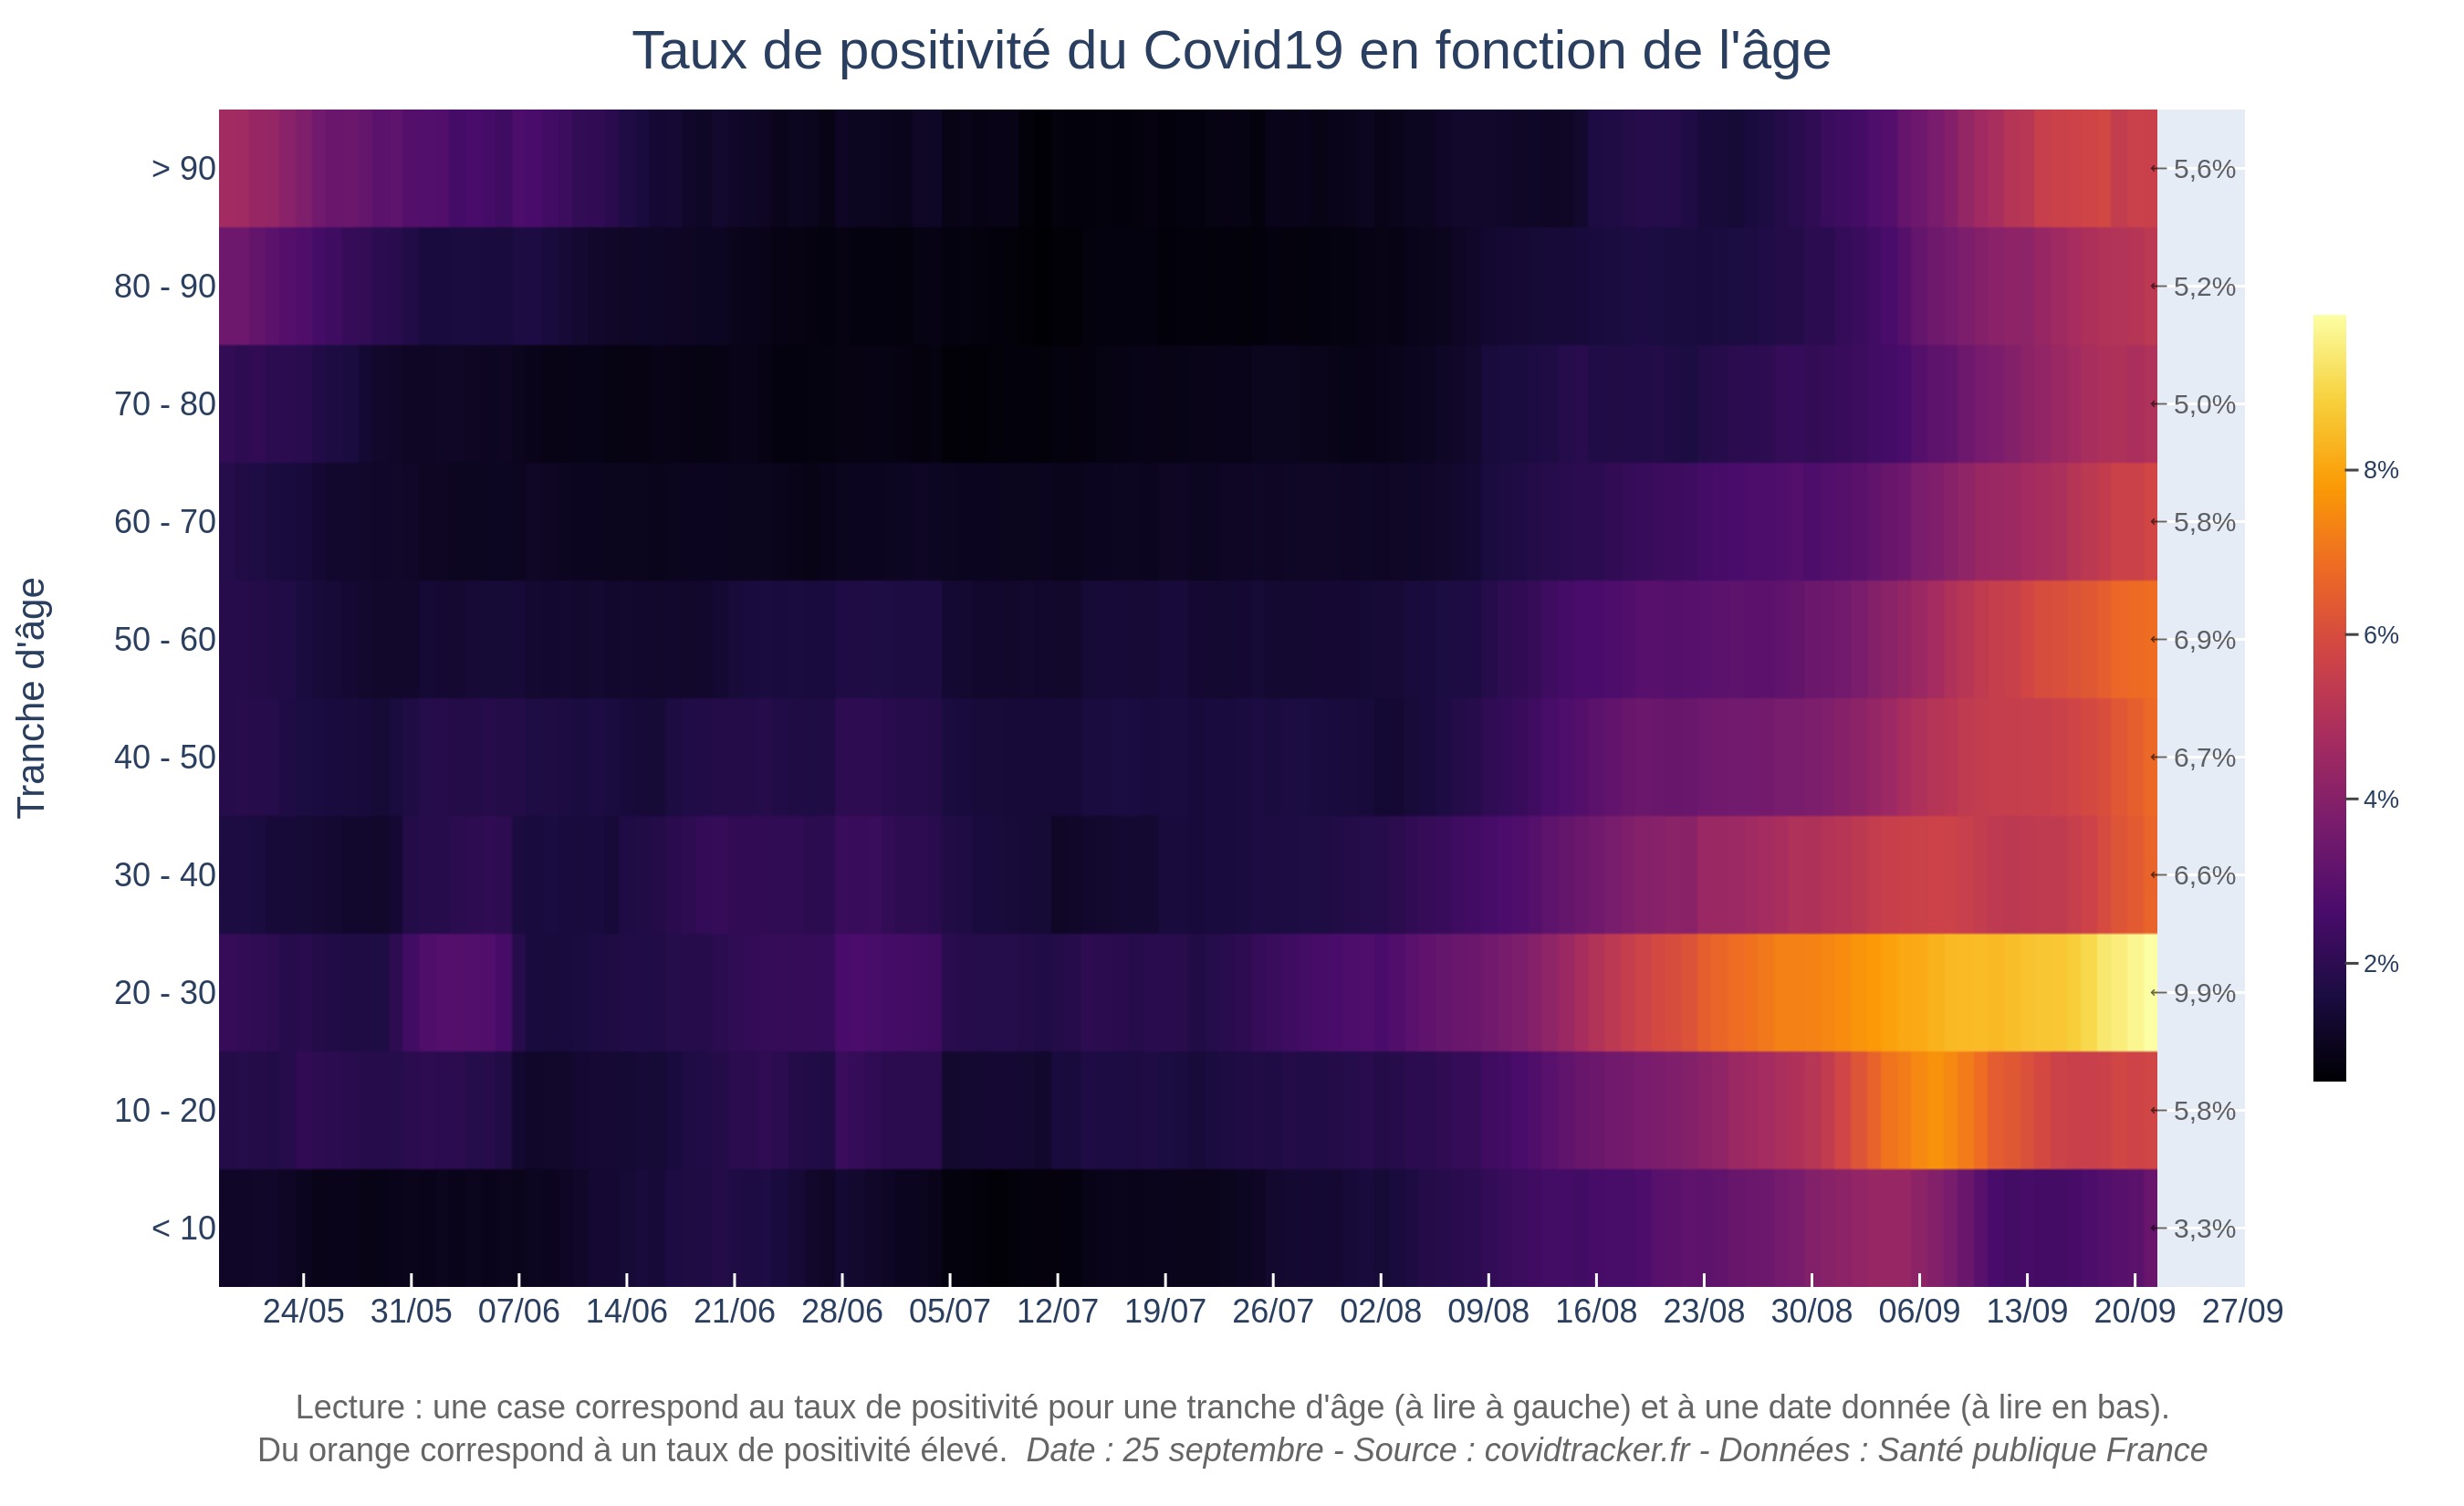 Taux de positivité du Covid19 en fonction de l'âge
Tranche d'âge
> 90
80 - 90
70 - 80
60 - 70
50 - 60
40 - 50
30 - 40
20 - 30
10 - 20
< 10
5,6%
5,2%
5,0%
5,8%
6,9%
6,7%
6,6%
9,9%
5,8%
3,3%
8%
6%
4%
2%
24/05 31/05 07/06 14/06 21/06 28/06 05/07 12/07 19/07 26/07 02/08 09/08 16/08 23/08 30/08 06/09 13/09 20/09 27/09
Lecture : une case correspond au taux de positivité pour une tranche d'âge (à lire à gauche) et à une date donnée (à lire en bas).
Du orange correspond à un taux de positivité élevé. Date : 25 septembre - Source : covidtracker.fr - Données : Santé publique France